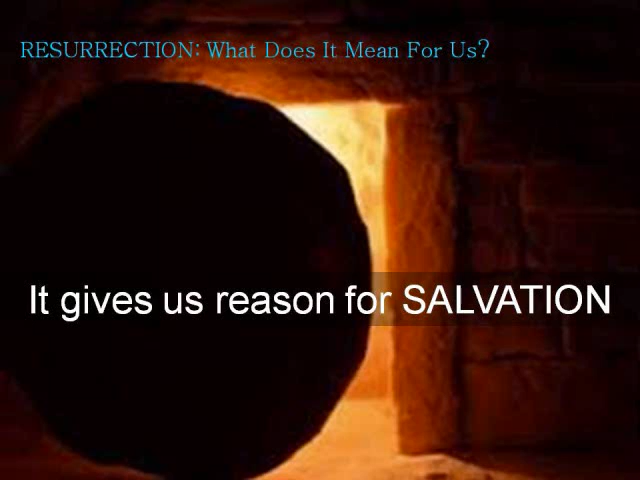 RESURRECTION: What Does It Mean For Us?
It gives us reason for SALVATION